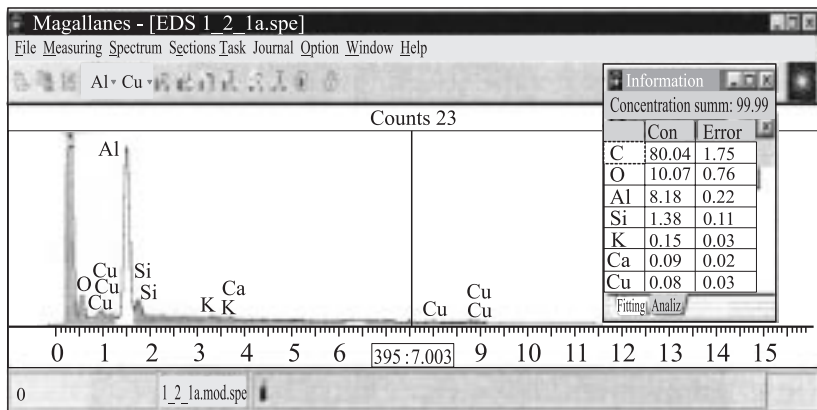 Magallanes - [EDS 1_2_1a.spe]
File Measuring Spectrum Sections Task Journal Option Window Help
Al Cu
Information
Concentration summ: 99.99
Con Error
C 80.04 1.75
O 10.07 0.76
Al 8.18 0.22
Si 1.38 0.11
K 0.15 0.03
Ca 0.09 0.02
Cu 0.08 0.03
Fitting Analiz
Counts 23
Al
O Cu Cu Cu
Si Si
K
Ca K
Cu
Cu Cu
0 1 2 3 4 5 6 395:7.003 9 10 11 12 13 14 15
0 1_2_1a.mod.spe